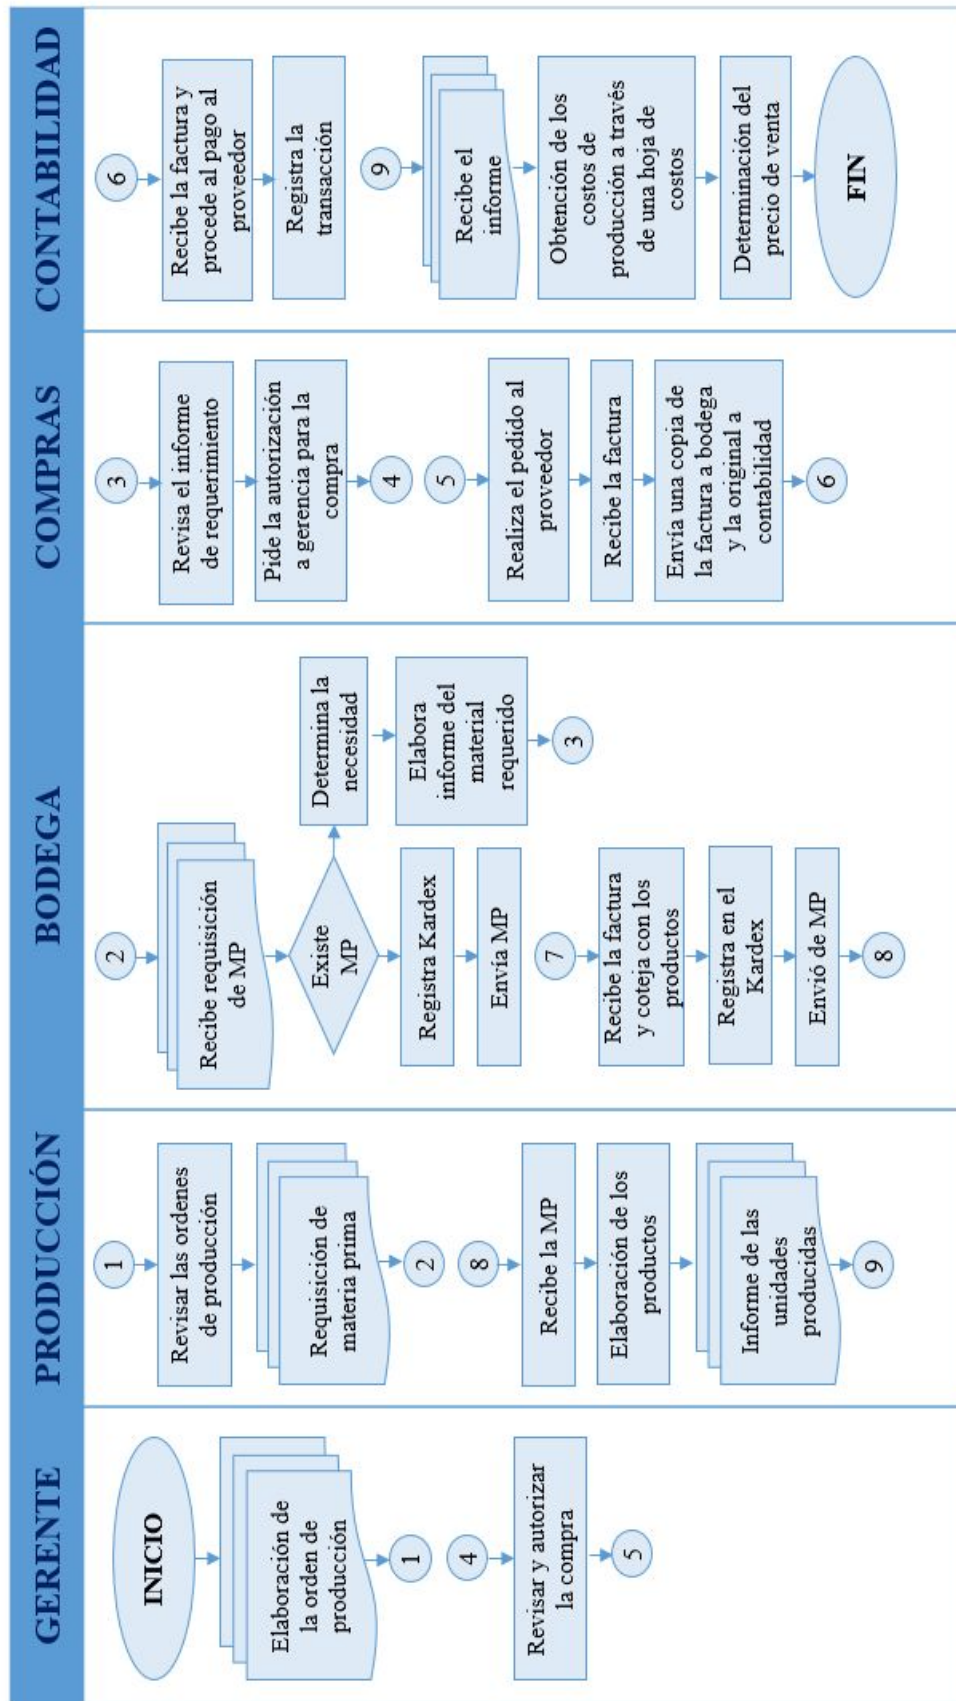 GERENTE
INICIO
Elaboración de
la orden de
producción
1
4
Revisar y autorizar
la compra
5
PRODUCCIÓN
1
Revisar las ordenes
de producción
Requisición de
materia prima
2
8
Recibe la MP
Elaboración de los
productos
Informe de las
unidades
producidas
9
BODEGA
2
Recibe requisición
de MP
Existe
MP
Determina la
necesidad
Elabora
informe del
material
requerido
3
Registra Kardex
Envía MP
7
Recibe la factura
y coteja con los
productos
Registra en el
Kardex
Envió de MP
8
COMPRAS
3
Revisa el informe
de requerimiento
Pide la autorización
a gerencia para la
compra
4
5
Realiza el pedido al
proveedor
Recibe la factura
Envía una copia de
la factura a bodega
y la original a
contabilidad
6
CONTABILIDAD
6
Recibe la factura y
procede al pago al
proveedor
Registra la
transacción
9
Recibe el
informe
Obtención de los
costos de
producción a través
de una hoja de
costos
Determinación del
precio de venta
FIN